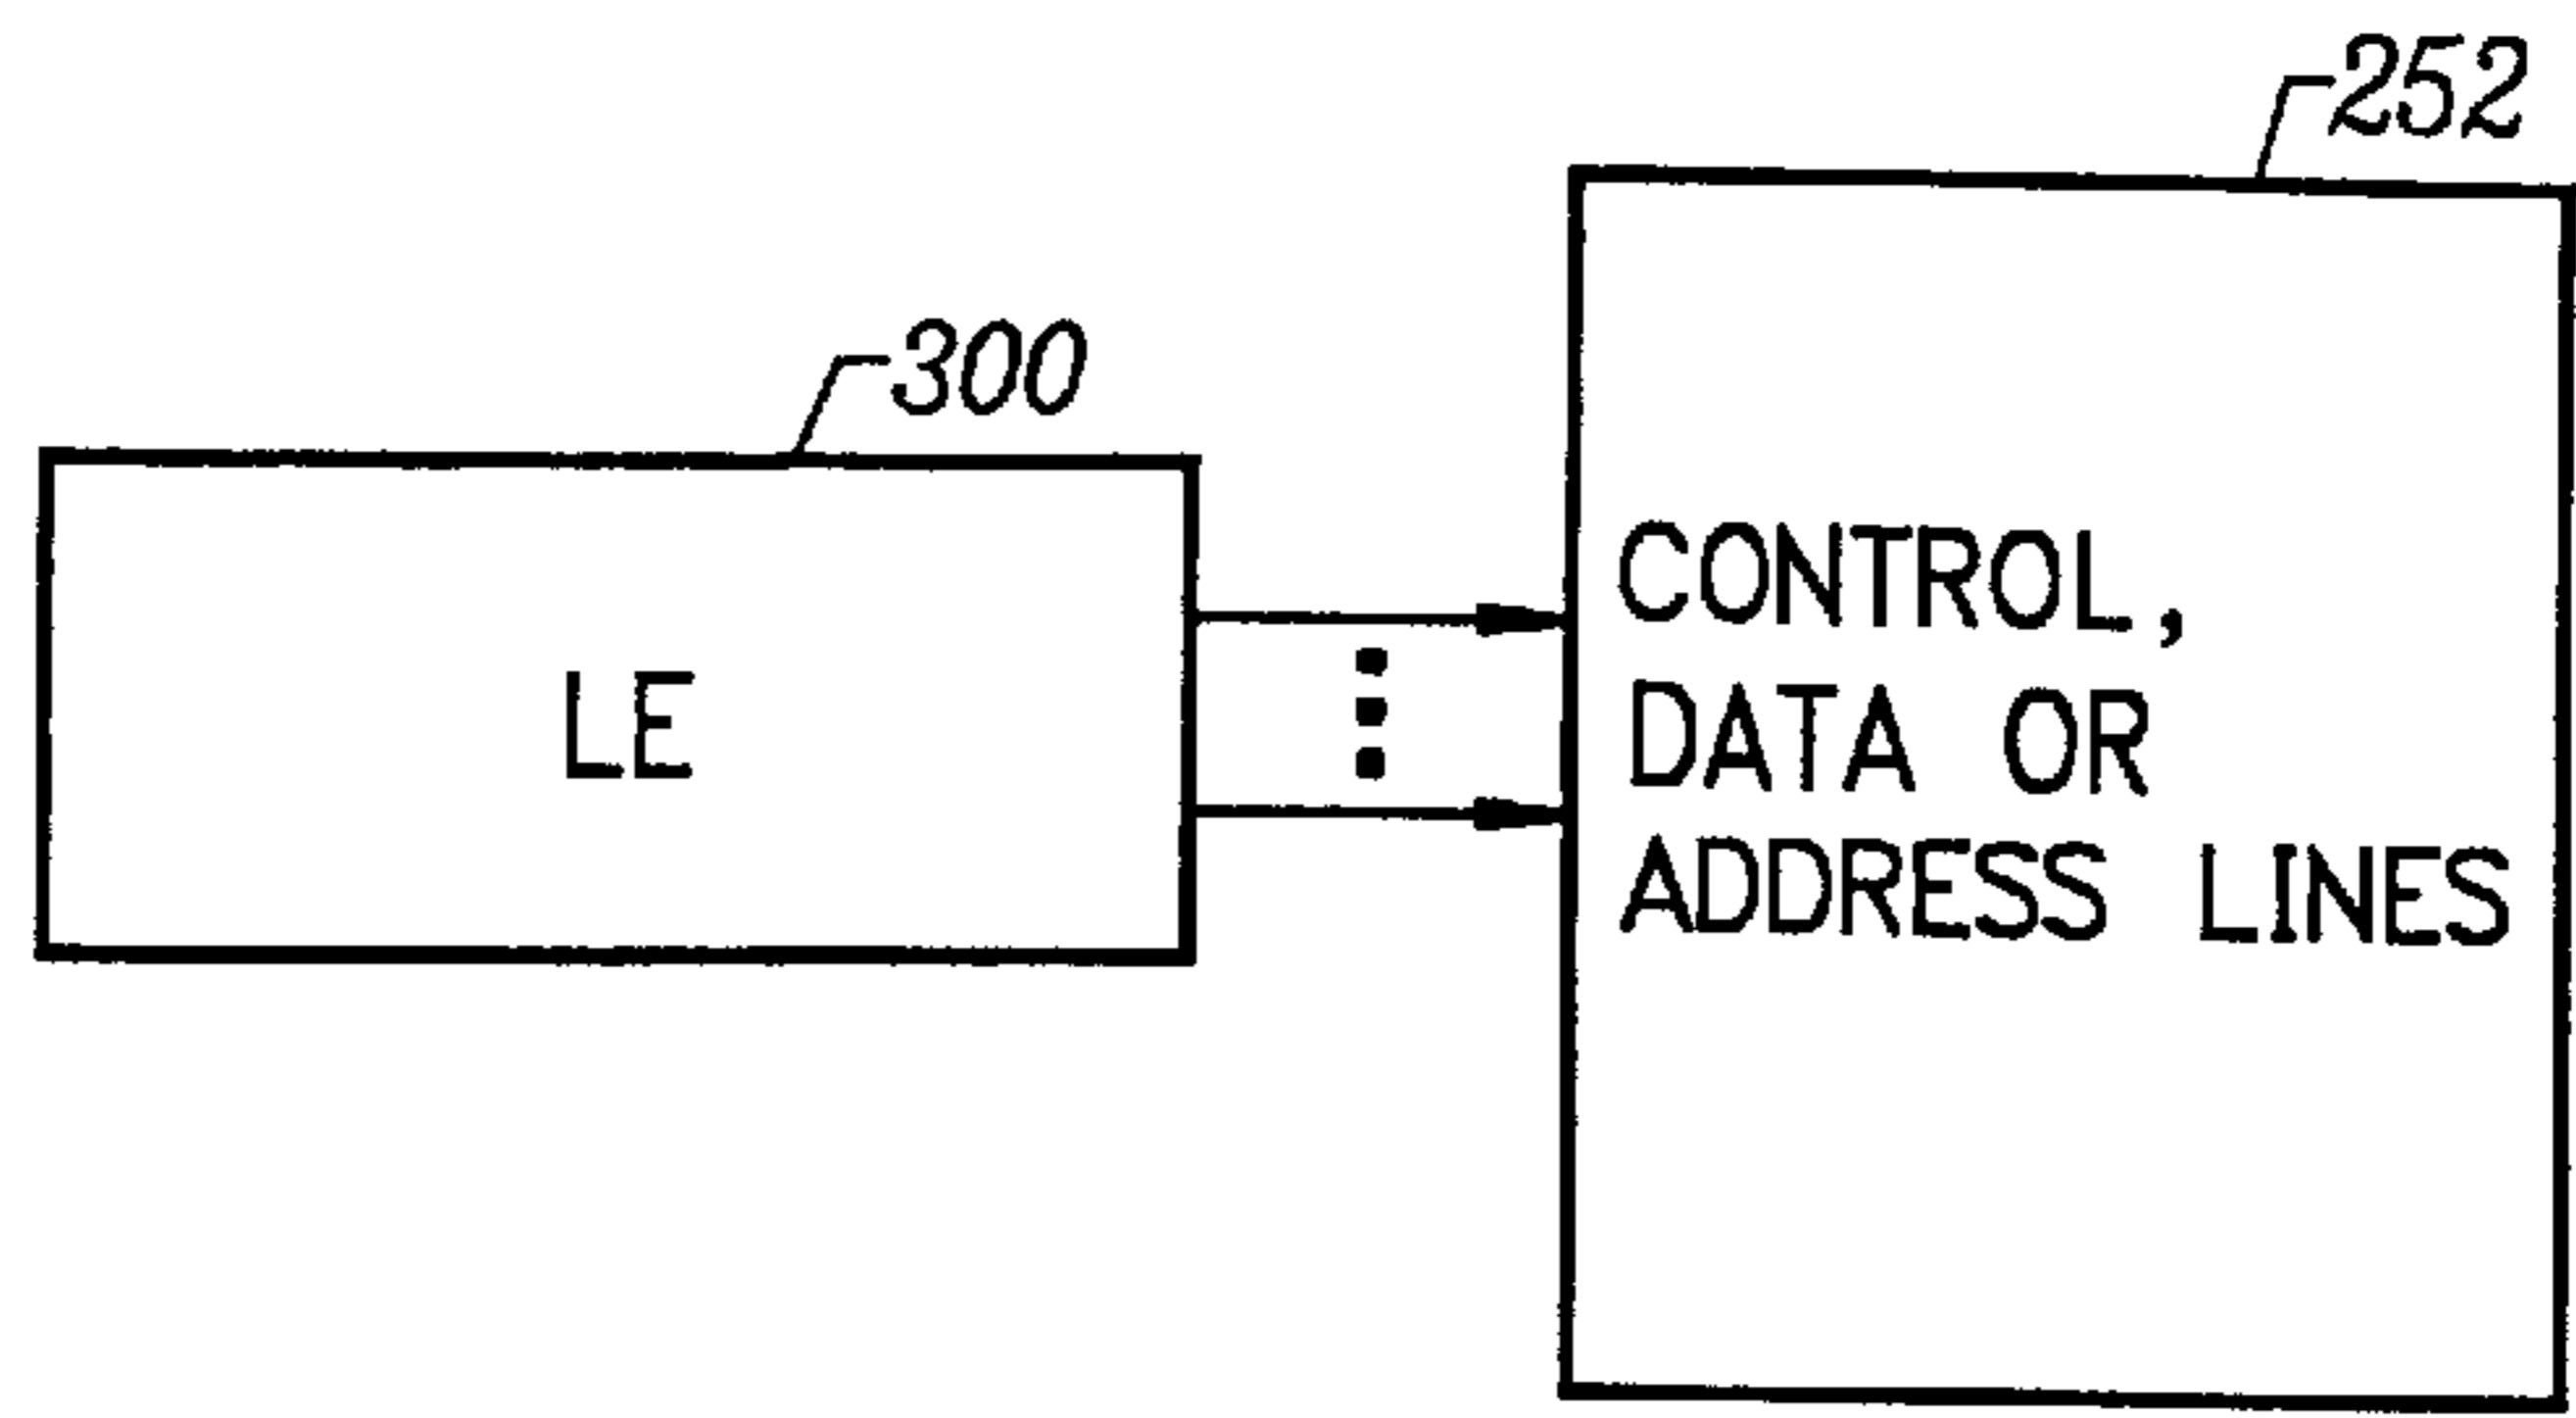 252
300
LE
CONTROL,
DATA OR
ADDRESS LINES